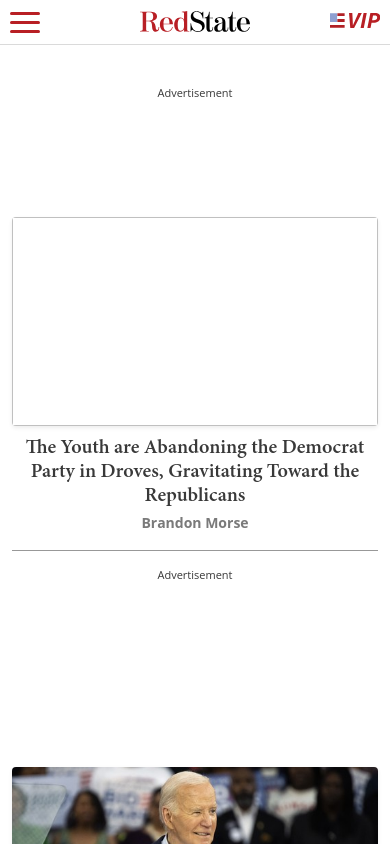 RedState
VIP
Advertisement
The Youth are Abandoning the Democrat
Party in Droves, Gravitating Toward the
Republicans
Brandon Morse
Advertisement